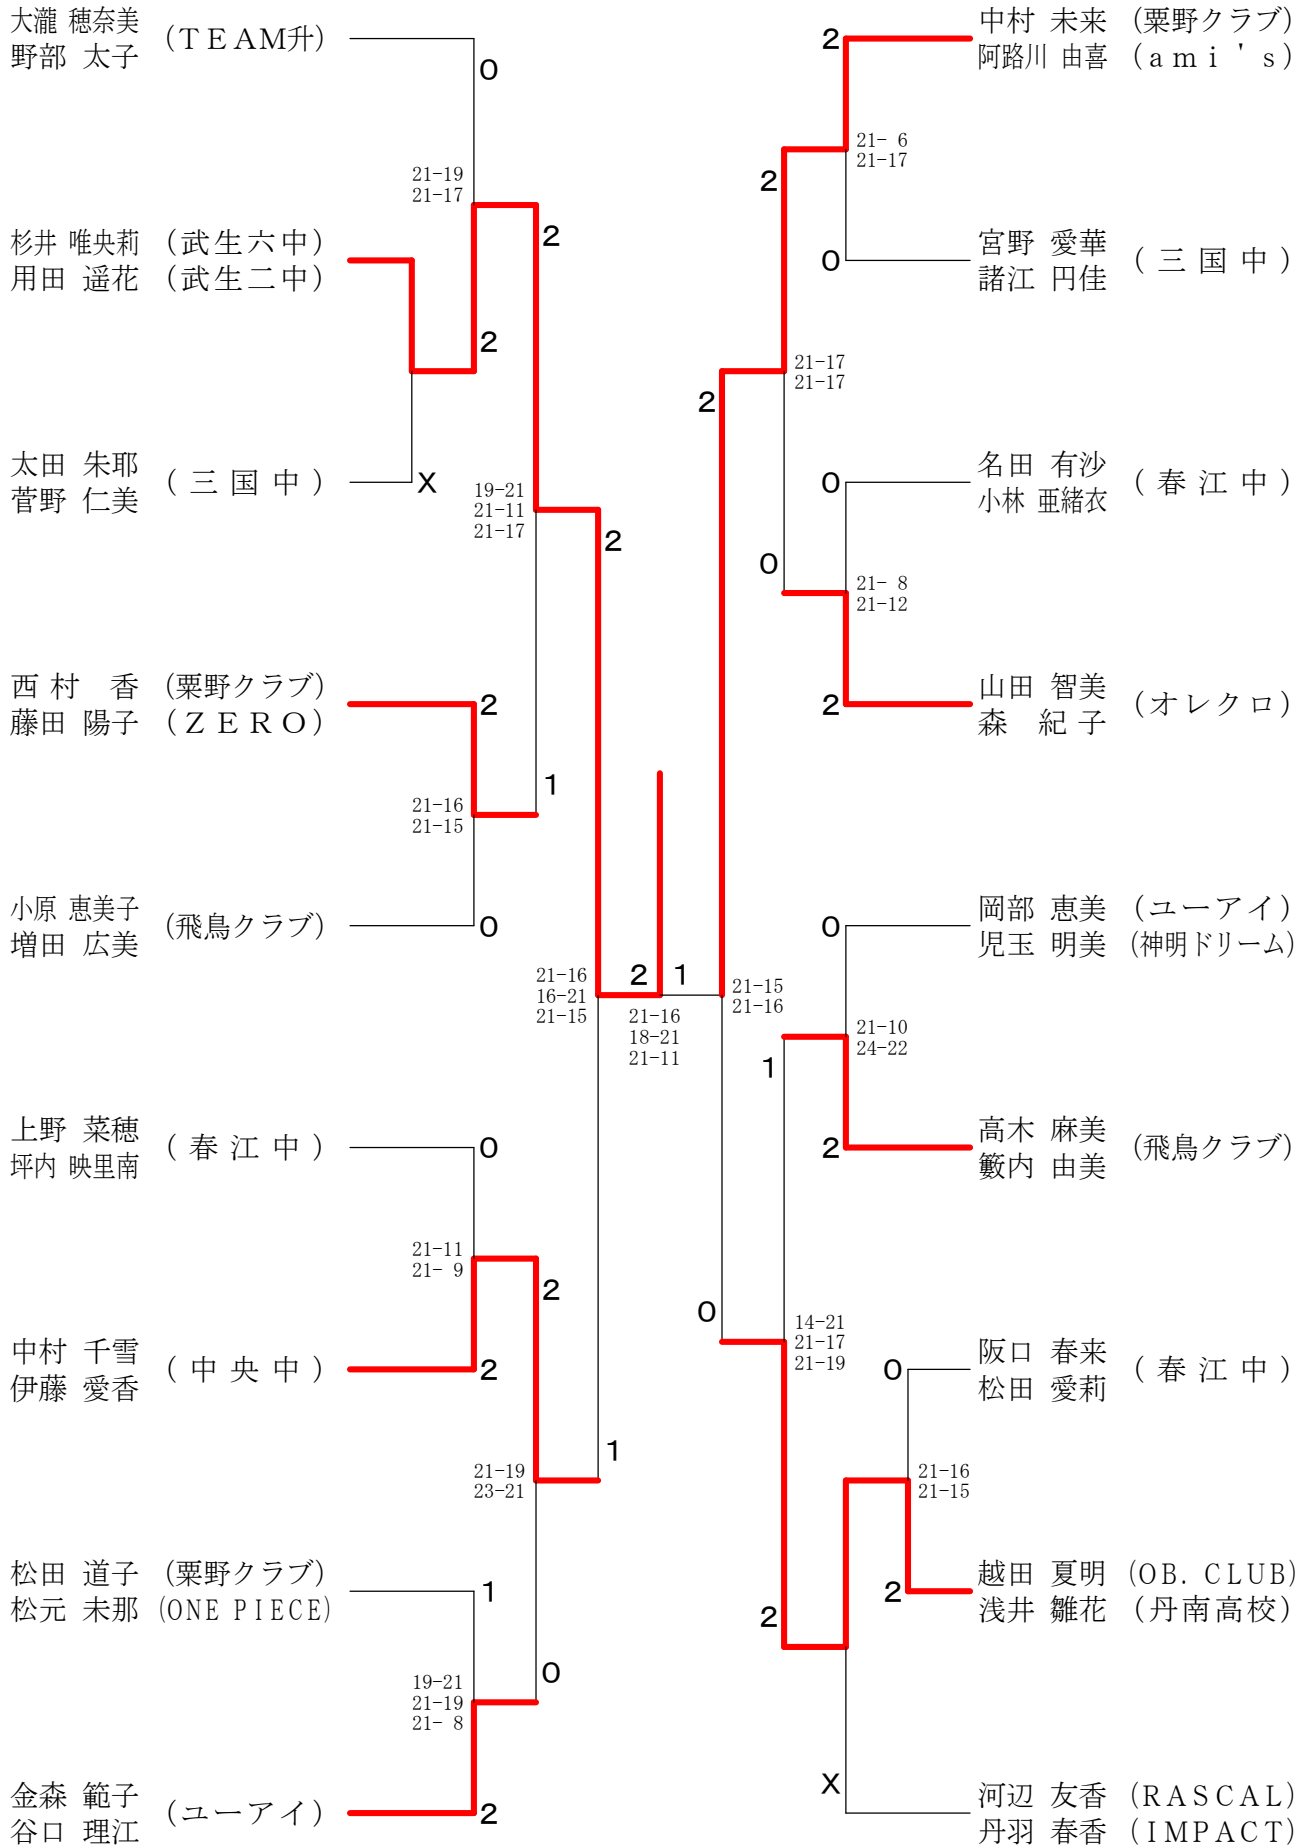 大瀧 穂奈美
野部 太子
(ＴＥＡＭ升)
0
21-19
21-17
杉井 唯央莉 (武生六中)
用田 遥花 (武生二中)
2
2
太田 朱耶
菅野 仁美
(三国中)
X
19-21
21-11
21-17
2
西村 香 (粟野クラブ)
藤田 陽子 (ＺＥＲＯ)
2
1
21-16
21-15
小原 恵美子
増田 広美
(飛鳥クラブ)
0
21-16
16-21
21-15
上野 菜穂
坪内 映里南
(春江中)
0
21-11
21- 9
2
中村 千雪
伊藤 愛香
(中央中)
2
1
21-19
23-21
松田 道子 (粟野クラブ)
松元 未那 (ONE PIECE)
1
0
19-21
21-19
21- 8
金森 範子
谷口 理江
(ユーアイ)
2
2 1
21-16
18-21
21-11
2
中村 未来 (粟野クラブ)
阿路川 由喜 (ａｍｉ＇ｓ)
21- 6
21-17
2
0
宮野 愛華
諸江 円佳
(三国中)
21-17
21-17
2
0
名田 有沙
小林 亜緒衣
(春江中)
0
21- 8
21-12
2
山田 智美
森 紀子
(オレクロ)
0
岡部 恵美 (ユーアイ)
児玉 明美 (神明ドリーム)
21-15
21-16
21-10
24-22
1
2
高木 麻美
籔内 由美
(飛鳥クラブ)
0
14-21
21-17
21-19
0
阪口 春来
松田 愛莉
(春江中)
21-16
21-15
2
2
越田 夏明 (OB. CLUB)
浅井 雛花 (丹南高校)
X
河辺 友香 (RASCAL)
丹羽 春香 (IMPACT)